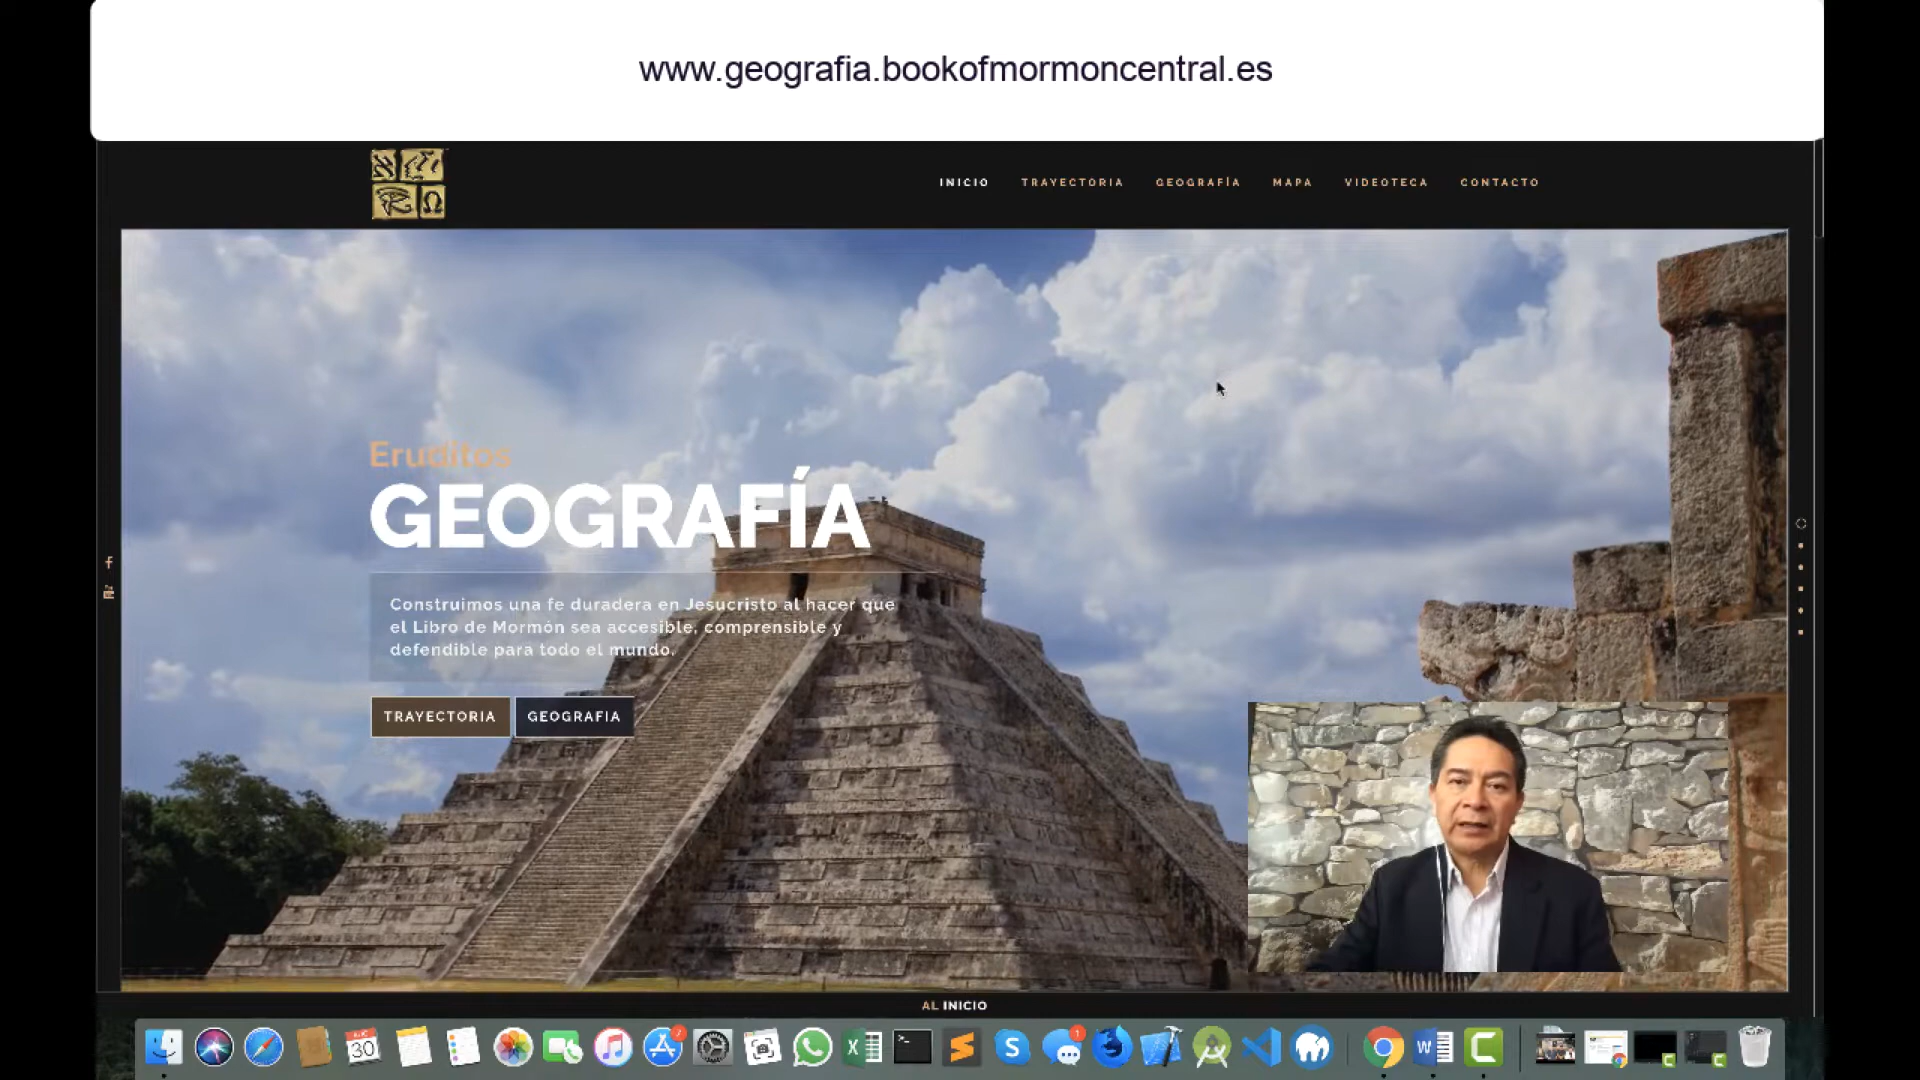 www.geografia.bookofmormoncentral.es
INICIO TRAYECTORIA GEOGRAFÍA MAPA VIDEOTECA CONTACTO
Eruditos
GEOGRAFÍA
Construimos una fe duradera en Jesucristo al hacer que
el Libro de Mormón sea accesible, comprensible y
defendible para todo el mundo.
TRAYECTORIA GEOGRAFIA
AL INICIO
30